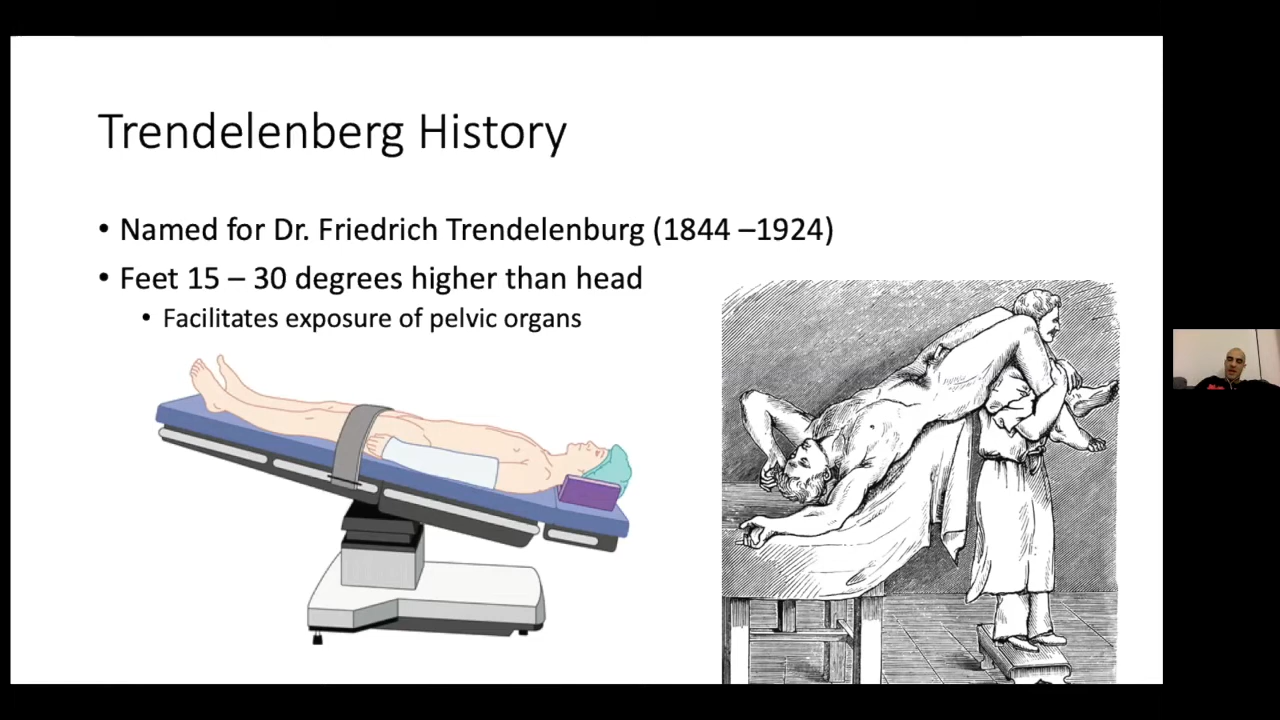 Trendelenberg History
• Named for Dr. Friedrich Trendelenburg (1844 –1924)
• Feet 15 – 30 degrees higher than head
• Facilitates exposure of pelvic organs